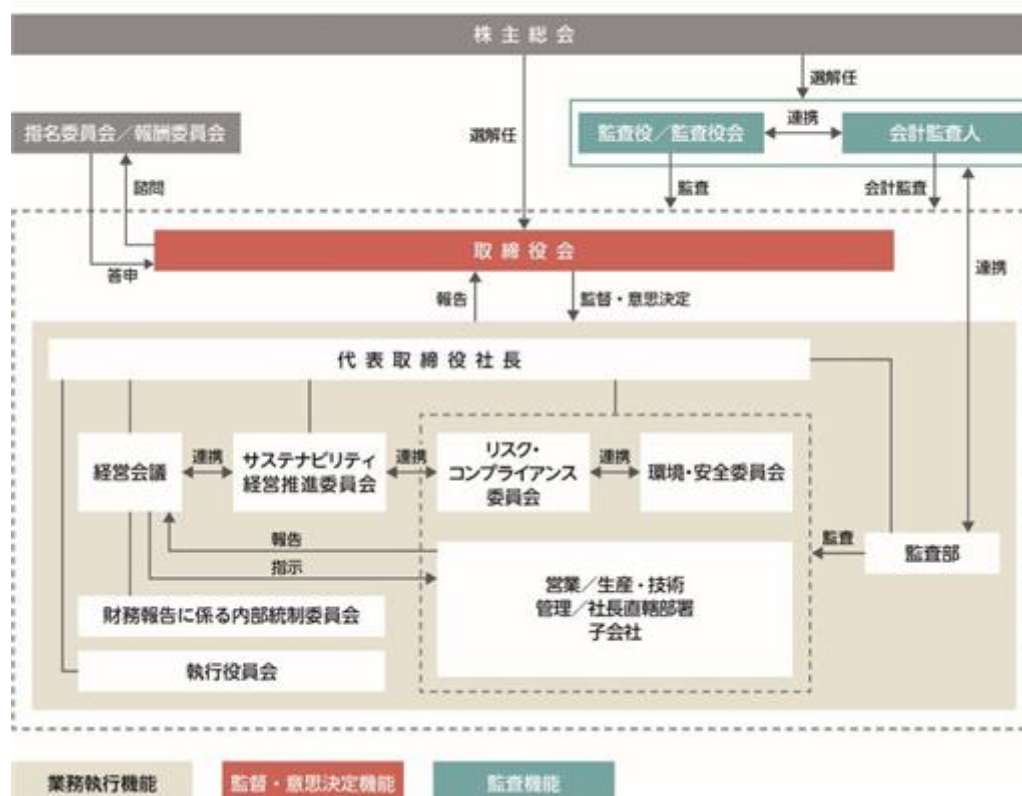 株主総会
選解任
指名委員会／報酬委員会
選解任
監査役／監査役会
連携
会計監査人
諮問
監査
会計監査
取締役会
答申
報告
監督・意思決定
連携
代表取締役社長
経営会議
連携
サステナビリティ
経営推進委員会
連携
リスク・
コンプライアンス
委員会
連携
環境・安全委員会
報告
指示
監査
監査部
営業／生産・技術
管理／社長直轄部署
子会社
財務報告に係る内部統制委員会
執行役員会
業務執行機能
監督・意思決定機能
監査機能